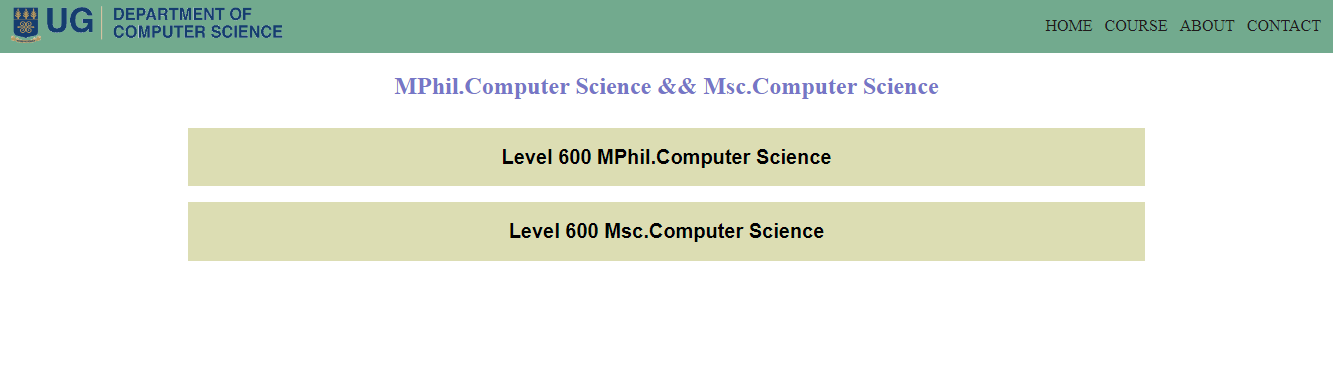 UG
DEPARTMENT OF
COMPUTER SCIENCE
HOME COURSE ABOUT CONTACT
MPhil.Computer Science && Msc.Computer Science
Level 600 MPhil.Computer Science
Level 600 Msc.Computer Science